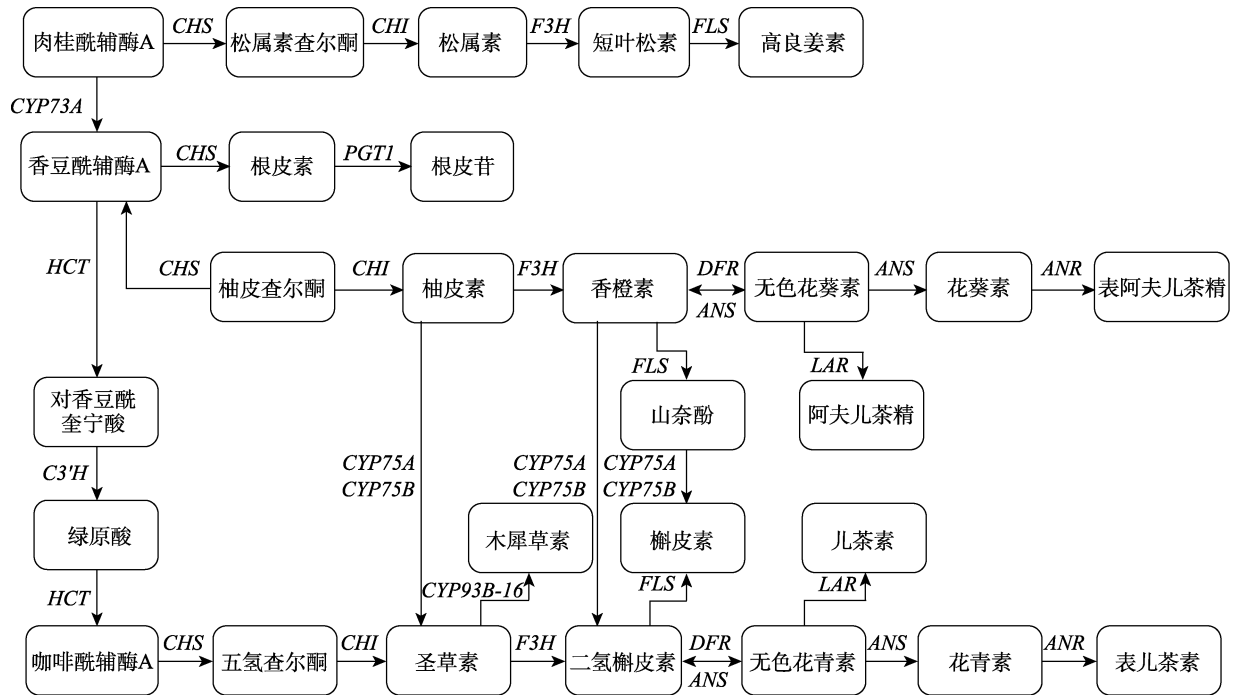 肉桂酰辅酶A
CHS
松属素查尔酮
CHI
松属素
F3H
短叶松素
FLS
高良姜素
CYP73A
香豆酰辅酶A
CHS
根皮素
PGT1
根皮苷
HCT
CHS
柚皮查尔酮
CHI
柚皮素
F3H
香橙素
DFR
ANS
无色花葵素
ANS
花葵素
ANR
表阿夫儿茶精
FLS
LAR
对香豆酰
奎宁酸
山奈酚
阿夫儿茶精
C3'H
CYP75A
CYP75B
CYP75A
CYP75B
CYP75A
CYP75B
绿原酸
木犀草素
槲皮素
儿茶素
HCT
CYP93B-16
FLS
LAR
咖啡酰辅酶A
CHS
五氢查尔酮
CHI
圣草素
F3H
二氢槲皮素
DFR
ANS
无色花青素
ANS
花青素
ANR
表儿茶素